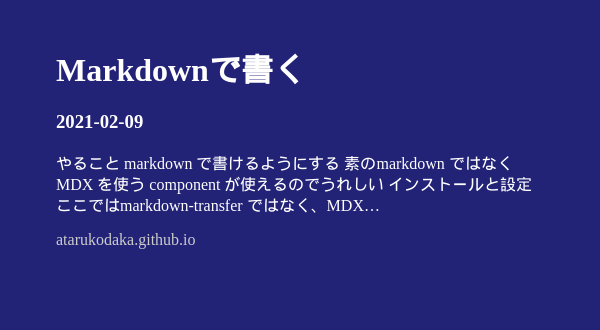 Markdownで書く
2021-02-09
やること markdown で書けるようにする 素のmarkdown ではなく
MDX を使う component が使えるのでうれしい インストールと設定
ここではmarkdown-transfer ではなく、MDX…
atarukodaka.github.io